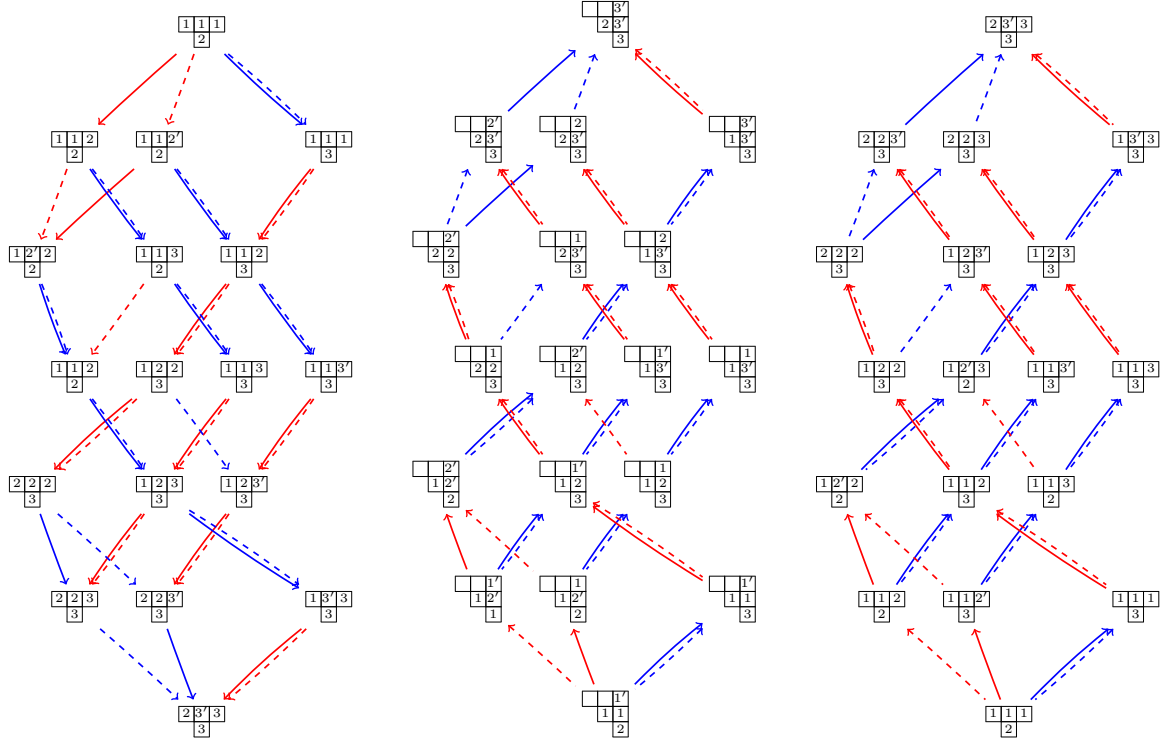 3′
1 1 1 2 3′ 2 3′ 3
2 3 3
2′ 2 3′
1 1 2 1 1 2′ 1 1 1 2 3′ 2 3′ 1 3′ 2 2 3′ 2 2 3 1 3′ 3
2 2 3 3 3 3 3 3 3
2′ 1 2
1 2′ 2 1 1 3 1 1 2 2 2 2 3′ 1 3′ 2 2 2 1 2 3′ 1 2 3
2 2 3 3 3 3 3 3 3
1 2′ 1′ 1
1 1 2 1 2 2 1 1 3 1 1 3′ 2 2 1 2 1 3′ 1 3′ 1 2 2 1 2′ 3 1 1 3′ 1 1 3
2 3 3 3 3 3 3 3 3 3 3 3
2′ 1′ 1
2 2 2 1 2 3 1 2 3′ 1 2′ 1 2 1 2 1 2′ 2 1 1 2 1 1 3
3 3 3 2 3 3 2 3 3
1′ 1 1′
2 2 3 2 2 3′ 1 3′ 3 1 2′ 1 2′ 1 1 1 1 2 1 1 2′ 1 1 1
3 3 3 1 2 3 2 3 3
1′
2 3′ 3 1 1 1 1 1
3 2 2